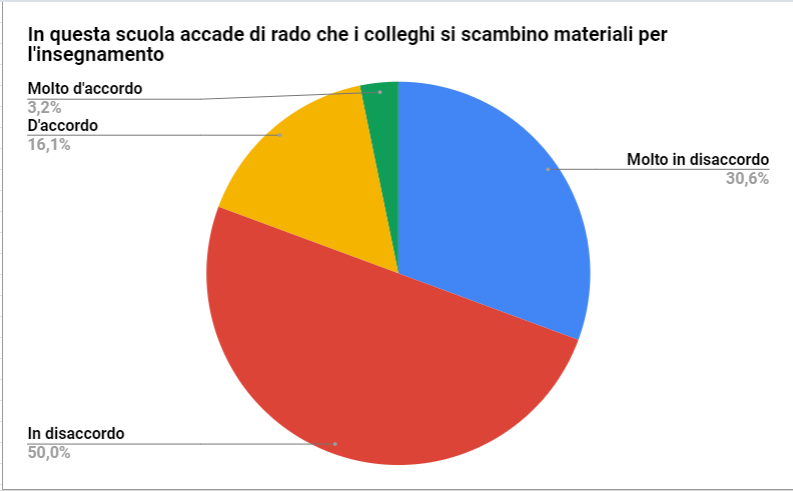 In questa scuola accade di rado che i colleghi si scambino materiali per
l'insegnamento
Molto d'accordo
3,2%
D'accordo
16,1%
Molto in disaccordo
30,6%
In disaccordo
50,0%